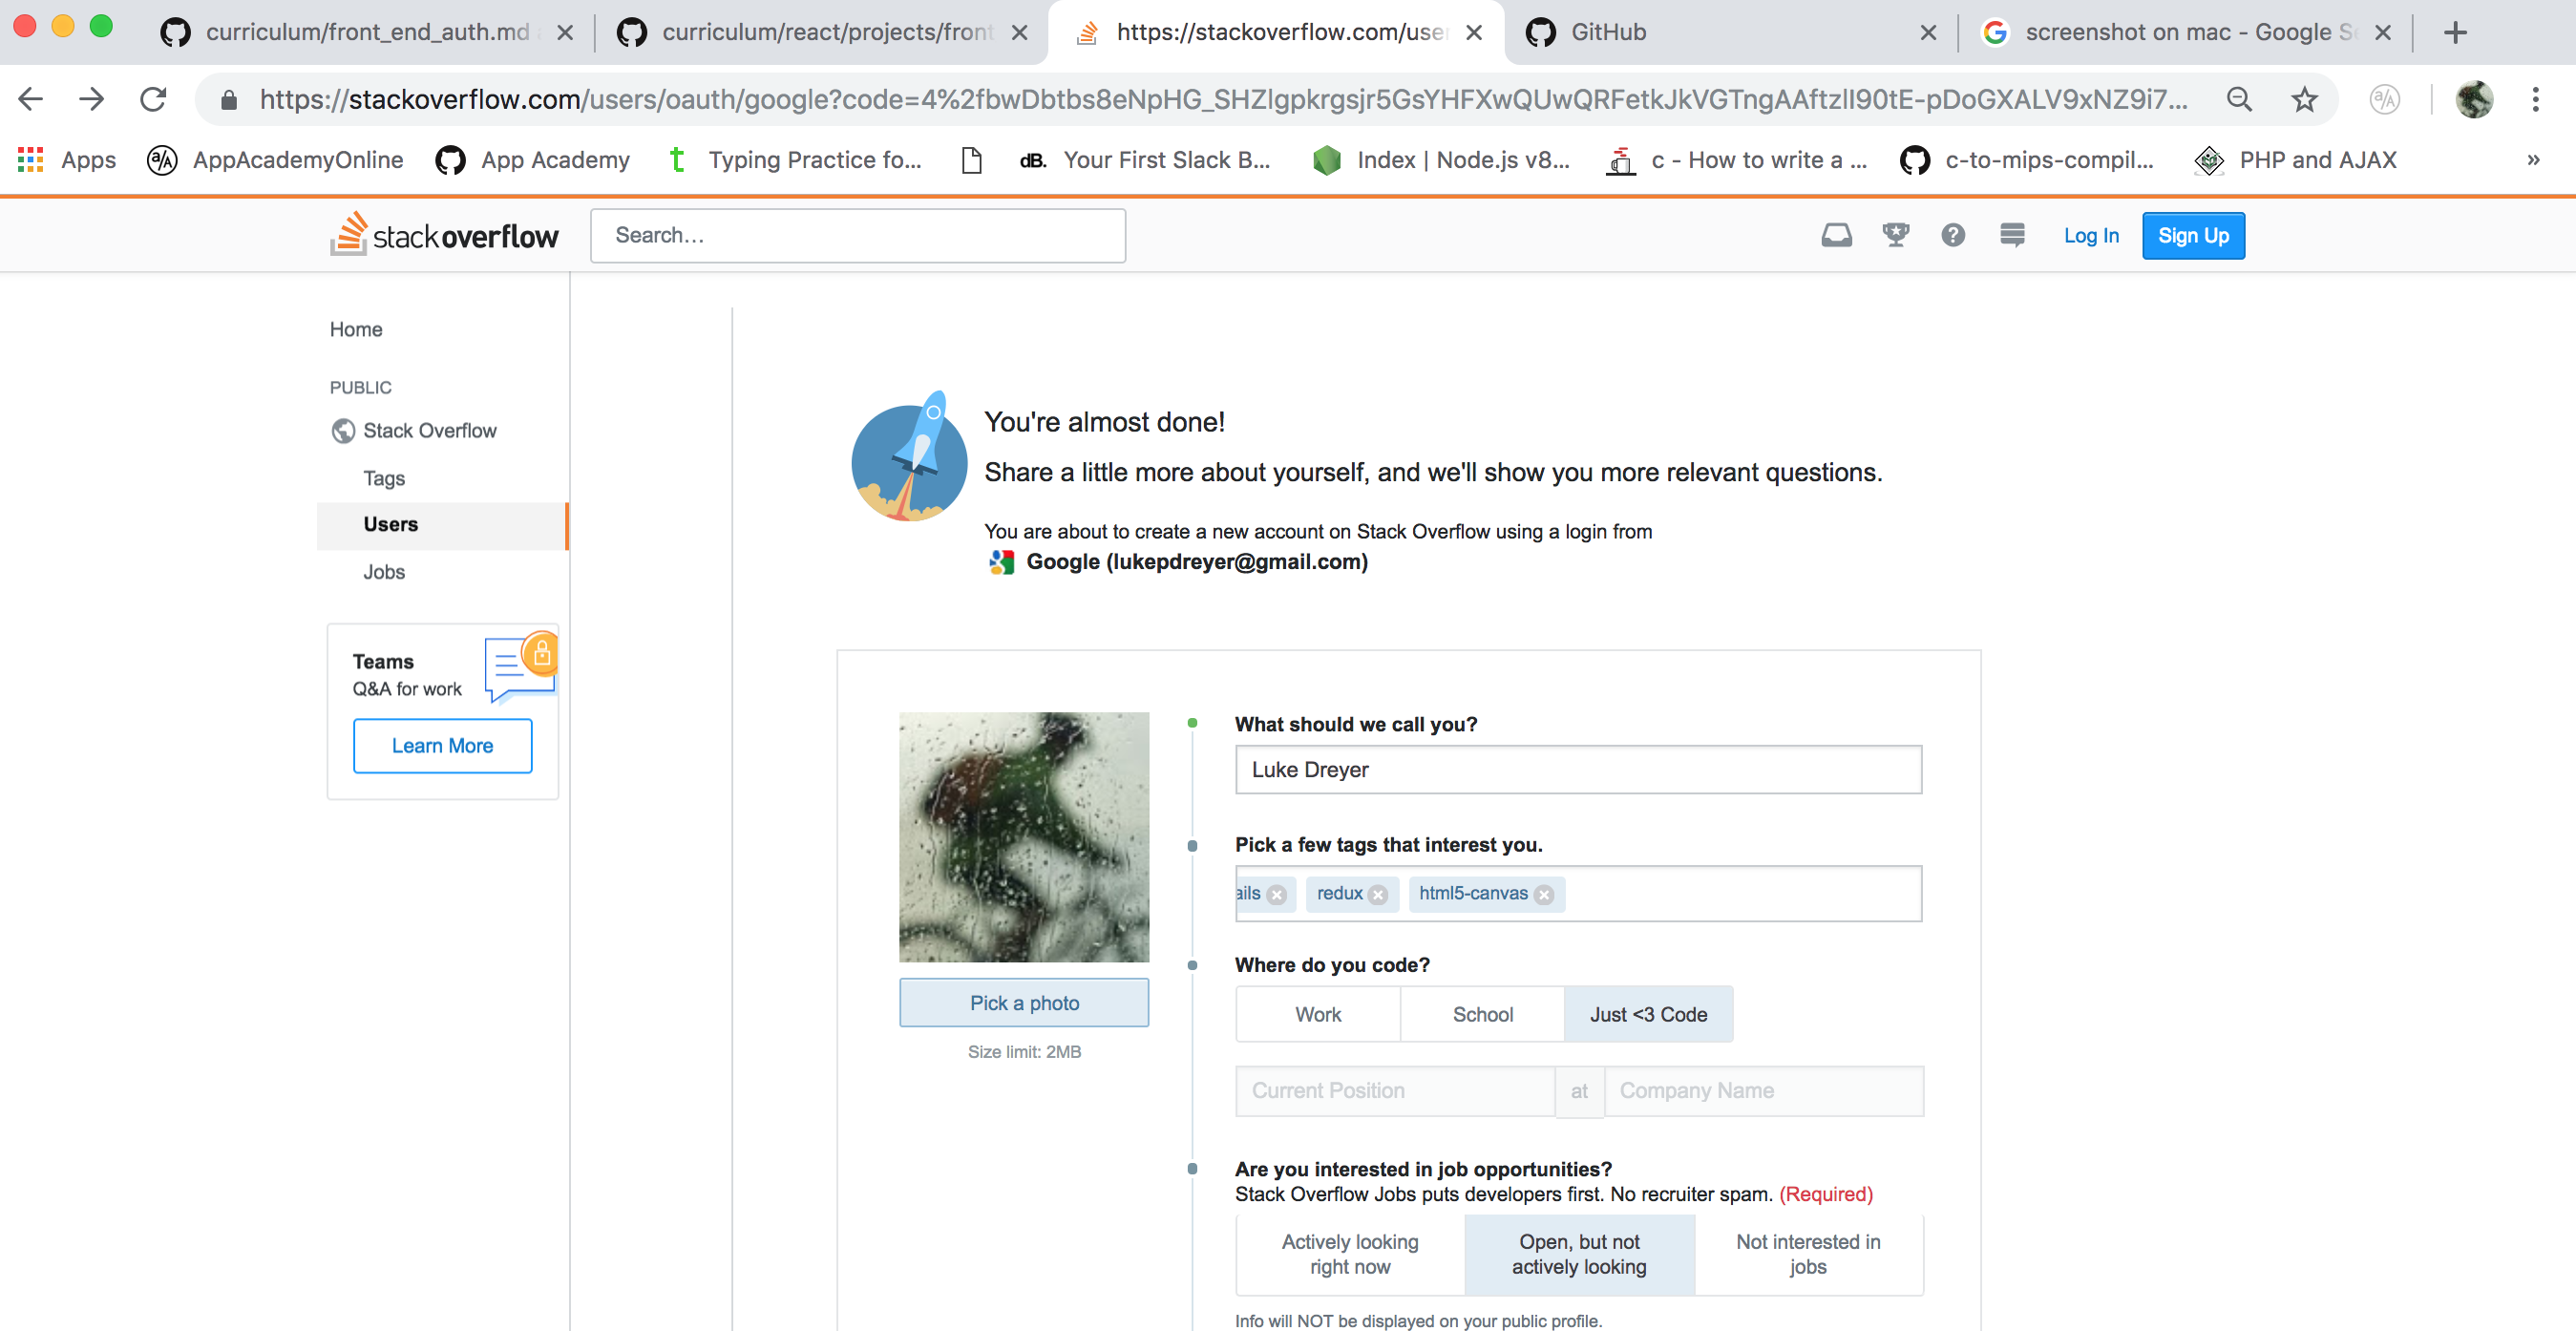 curriculum/front_end_auth.md
curriculum/react/projects/front
https://stackoverflow.com/user
GitHub
screenshot on mac - Google Se
https://stackoverflow.com/users/oauth/google?code=4%2fbwDbtbs8eNpHG_SHZlgpkrgsjr5GsYHFXwQUwQRFetkJkVGTngAAftzlI90tE-pDoGXALV9xNZ9i7...
Apps
AppAcademyOnline
App Academy
Typing Practice fo...
dB. Your First Slack B...
Index | Node.js v8...
c - How to write a ...
c-to-mips-compil...
PHP and AJAX
»
stackoverflow
Search...
Log In
Sign Up
Home
PUBLIC
Stack Overflow
Tags
Users
Jobs
Teams
Q&A for work
Learn More
You're almost done!
Share a little more about yourself, and we'll show you more relevant questions.
You are about to create a new account on Stack Overflow using a login from
Google (lukepdreyer@gmail.com)
Pick a photo
Size limit: 2MB
What should we call you?
Luke Dreyer
Pick a few tags that interest you.
ails redux html5-canvas
Where do you code?
Work School Just <3 Code
Current Position at Company Name
Are you interested in job opportunities?
Stack Overflow Jobs puts developers first. No recruiter spam. (Required)
Actively looking right now
Open, but not actively looking
Not interested in jobs
Info will NOT be displayed on your public profile.